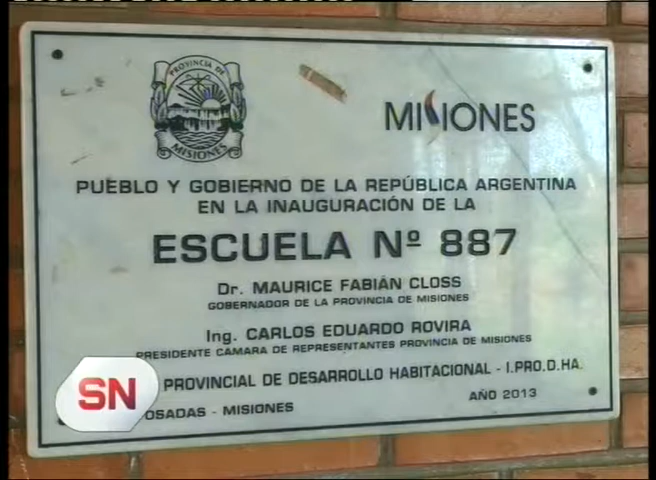 PROVINCIA DE
MISIONES
MISIONES
PUEBLO Y GOBIERNO DE LA REPÚBLICA ARGENTINA
EN LA INAUGURACIÓN DE LA
ESCUELA Nº 887
Dr. MAURICE FABIÁN CLOSS
GOBERNADOR DE LA PROVINCIA DE MISIONES
Ing. CARLOS EDUARDO ROVIRA
PRESIDENTE CÁMARA DE REPRESENTANTES PROVINCIA DE MISIONES
PROVINCIAL DE DESARROLLO HABITACIONAL - I.PRO.D.HA.
OSADAS - MISIONES
AÑO 2013
SN